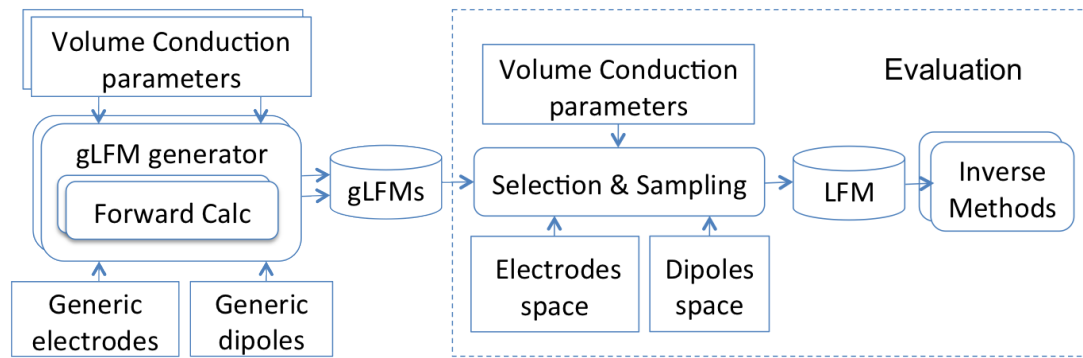 Volume Conduction
parameters
gLFM generator
Forward Calc
Generic
electrodes
Generic
dipoles
gLFMs
Evaluation
Volume Conduction
parameters
Selection & Sampling
Electrodes
space
Dipoles
space
LFM
Inverse
Methods